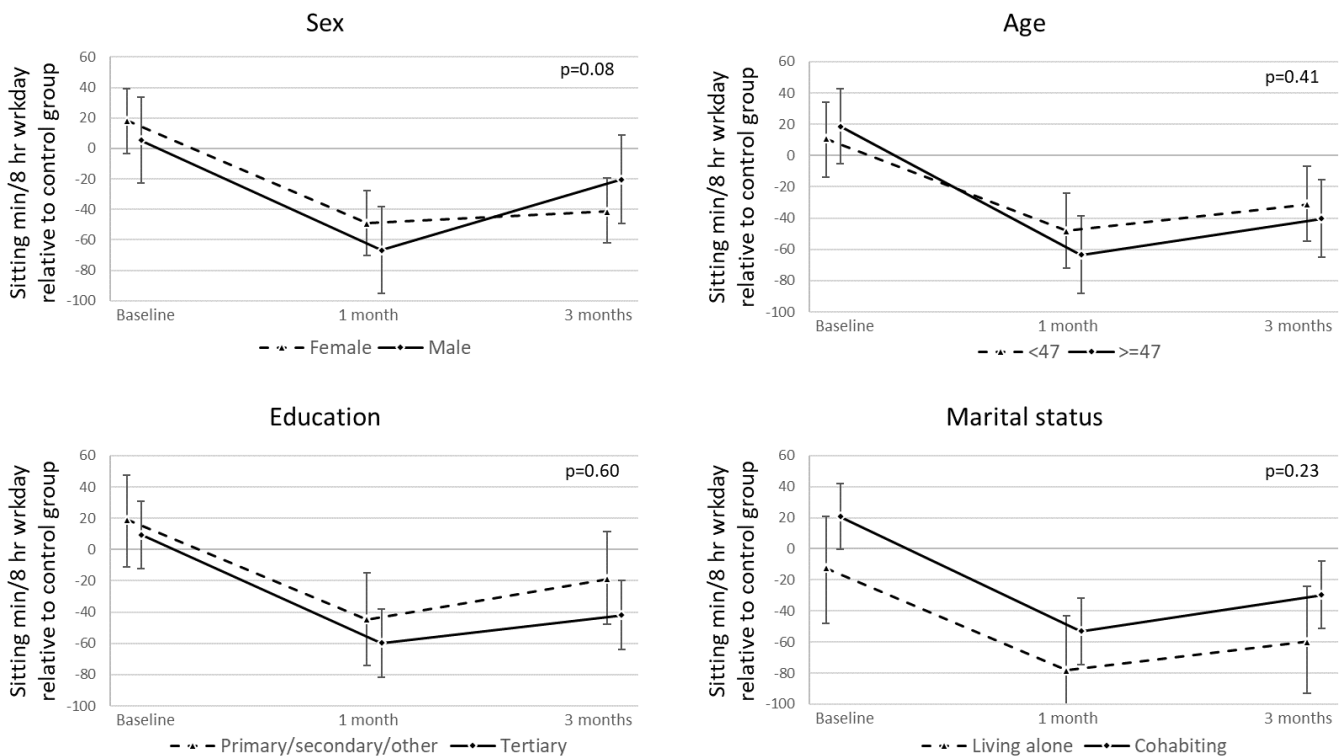 Sex
Sitting min/8 hr wrkday
relative to control group
60
40
20
0
-20
-40
-60
-80
-100
p=0.08
Baseline 1 month 3 months
Female Male
Age
Sitting min/8 hr wrkday
relative to control group
60
40
20
0
-20
-40
-60
-80
-100
p=0.41
Baseline 1 month 3 months
<47 >=47
Education
Sitting min/8 hr wrkday
relative to control group
60
40
20
0
-20
-40
-60
-80
-100
p=0.60
Baseline 1 month 3 months
Primary/secondary/other Tertiary
Marital status
Sitting min/8 hr wrkday
relative to control group
60
40
20
0
-20
-40
-60
-80
-100
p=0.23
Baseline 1 month 3 months
Living alone Cohabiting